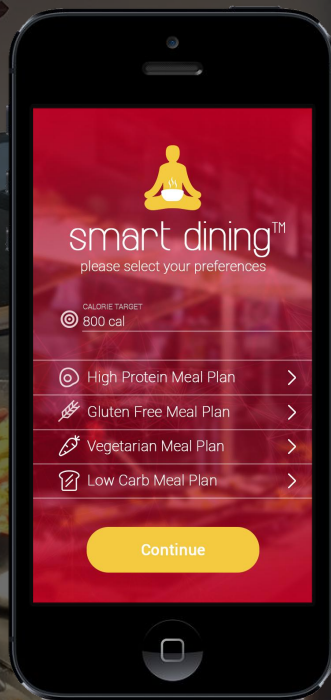 smart dining™
please select your preferences
CALORIE TARGET
800 cal
High Protein Meal Plan
Gluten Free Meal Plan
Vegetarian Meal Plan
Low Carb Meal Plan
Continue